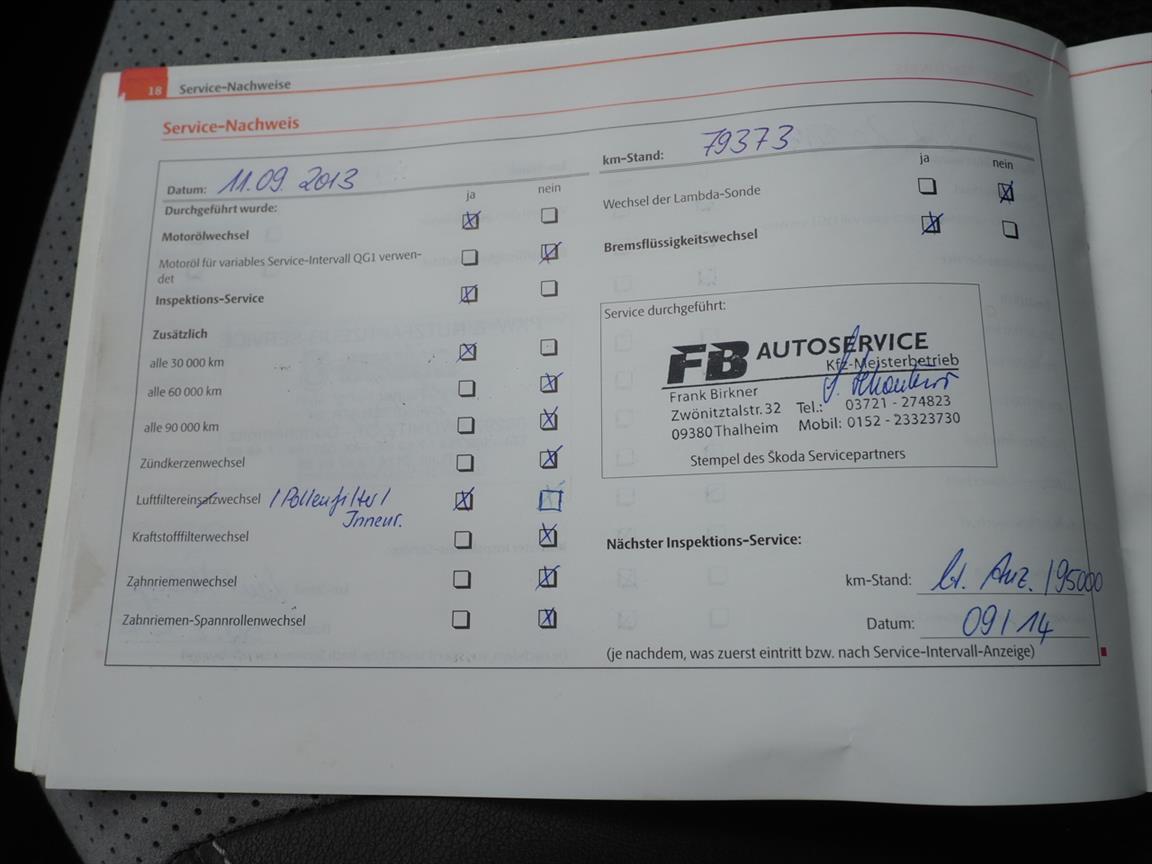 18 Service-Nachweise
Service-Nachweis
Datum: 11.09.2013
Durchgeführt wurde:
ja nein
Motorölwechsel
Motoröl für variables Service-Intervall QG1 verwen-
det
Inspektions-Service
Zusätzlich
alle 30 000 km
alle 60 000 km
alle 90 000 km
Zündkerzenwechsel
Luftfiltereinsatzwechsel /Pollenfilter/
Innenr.
Kraftstofffilterwechsel
Zahnriemenwechsel
Zahnriemen-Spannrollenwechsel
km-Stand: 79373
ja nein
Wechsel der Lambda-Sonde
Bremsflüssigkeitswechsel
Service durchgeführt:
FB AUTOSERVICE
Kfz-Meisterbetrieb
Frank Birkner
Zwönitztalstr. 32 Tel.: 03721 - 274823
09380 Thalheim Mobil: 0152 - 23323730
Stempel des Škoda Servicepartners
Nächster Inspektions-Service:
km-Stand: lt. Anz. / 95000
Datum: 09/14
(je nachdem, was zuerst eintritt bzw. nach Service-Intervall-Anzeige)